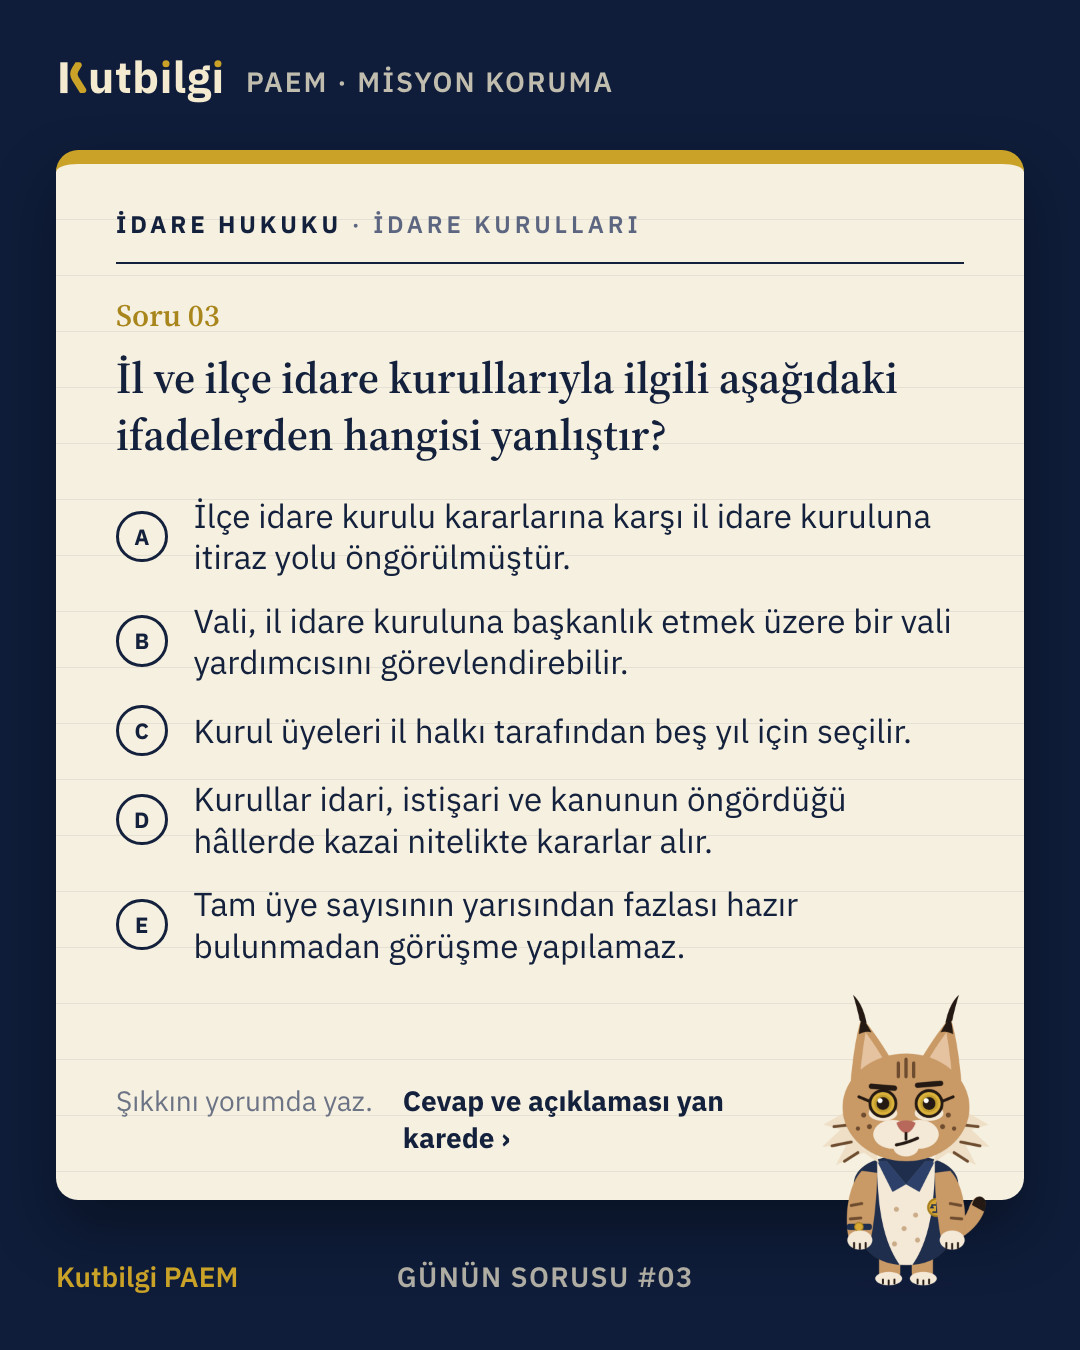 Kutbilgi PAEM · MİSYON KORUMA
İDARE HUKUKU · İDARE KURULLARI
Soru 03
İl ve ilçe idare kurullarıyla ilgili aşağıdaki
ifadelerden hangisi yanlıştır?
A İlçe idare kurulu kararlarına karşı il idare kuruluna
itiraz yolu öngörülmüştür.
B Vali, il idare kuruluna başkanlık etmek üzere bir vali
yardımcısını görevlendirebilir.
C Kurul üyeleri il halkı tarafından beş yıl için seçilir.
D Kurullar idari, istişari ve kanunun öngördüğü
hâllerde kazai nitelikte kararlar alır.
E Tam üye sayısının yarısından fazlası hazır
bulunmadan görüşme yapılamaz.
Şıkkını yorumda yaz. Cevap ve açıklaması yan
karede ›
Kutbilgi PAEM GÜNÜN SORUSU #03